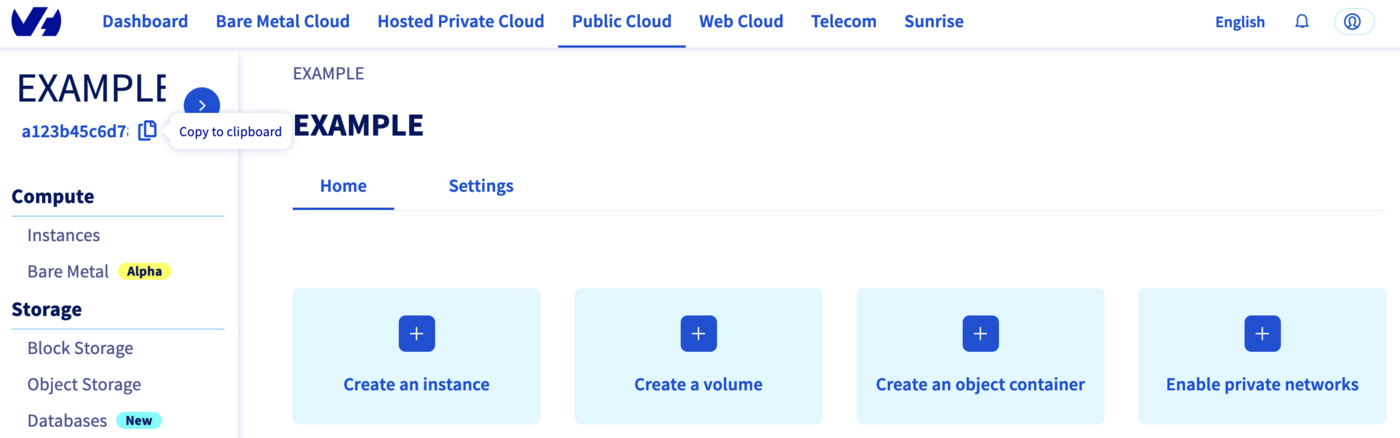 Dashboard Bare Metal Cloud Hosted Private Cloud Public Cloud Web Cloud Telecom Sunrise English
EXAMPLE
a123b45c6d7
Copy to clipboard
Compute
Instances
Bare Metal Alpha
Storage
Block Storage
Object Storage
Databases New
EXAMPLE
EXAMPLE
Home Settings
Create an instance
Create a volume
Create an object container
Enable private networks